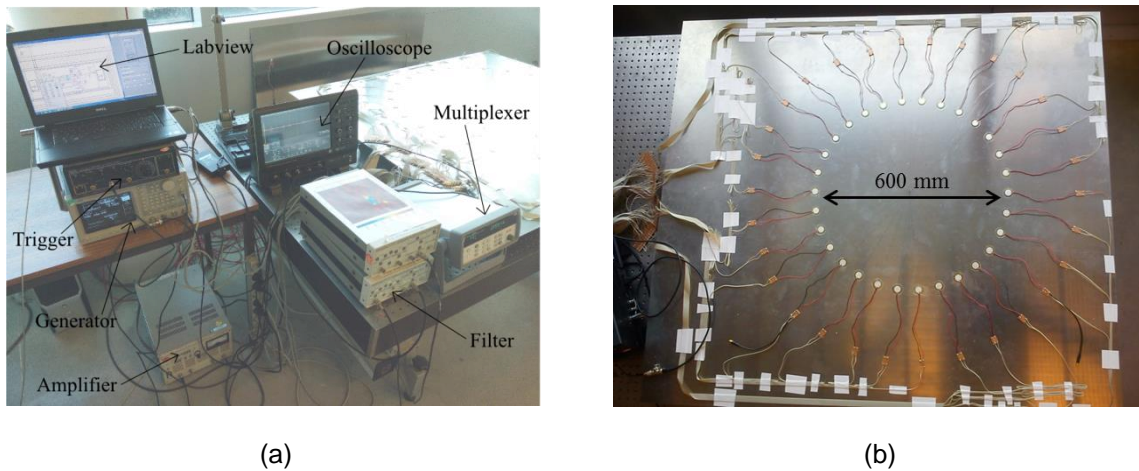 Labview
Oscilloscope
Multiplexer
600 mm
Trigger
Generator
Filter
Amplifier
(a)
(b)